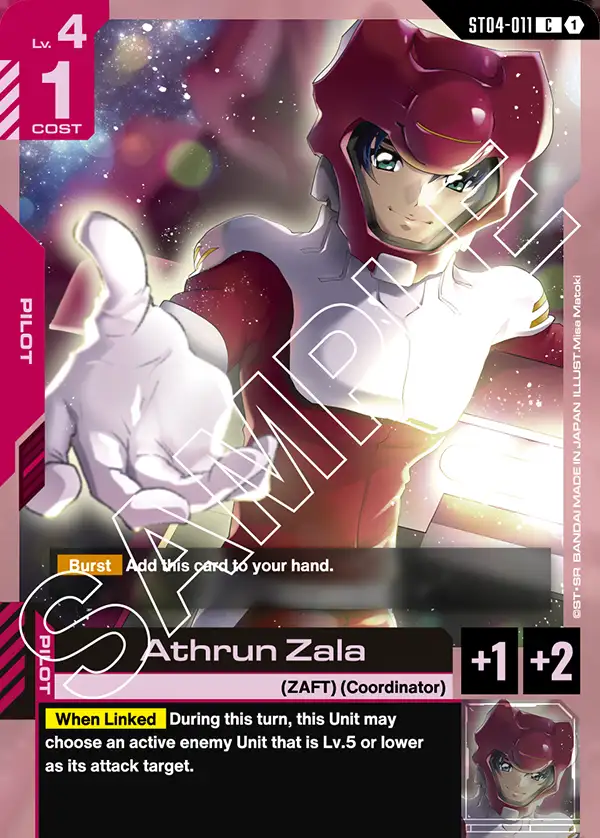 Lv. 4
1
COST
ST04-011 C 1
PILOT
SAMPLE
©ST・SR BANDAI MADE IN JAPAN ILLUST.Misa Matoki
Burst Add this card to your hand.
PILOT
Athrun Zala
+1 +2
(ZAFT) (Coordinator)
When Linked During this turn, this Unit may
choose an active enemy Unit that is Lv.5 or lower
as its attack target.